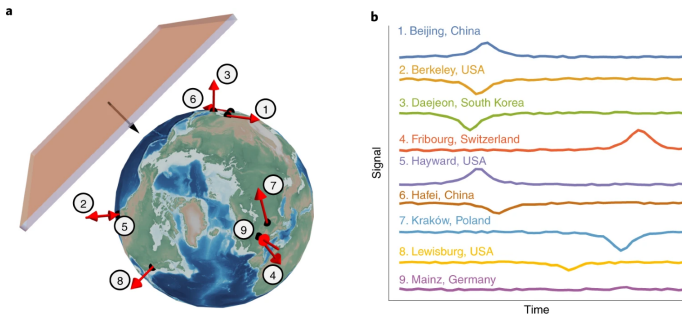 a
b
3
6
1
7
2
5
9
4
8
1. Beijing, China
2. Berkeley, USA
3. Daejeon, South Korea
4. Fribourg, Switzerland
5. Hayward, USA
6. Hafei, China
7. Kraków, Poland
8. Lewisburg, USA
9. Mainz, Germany
Signal
Time